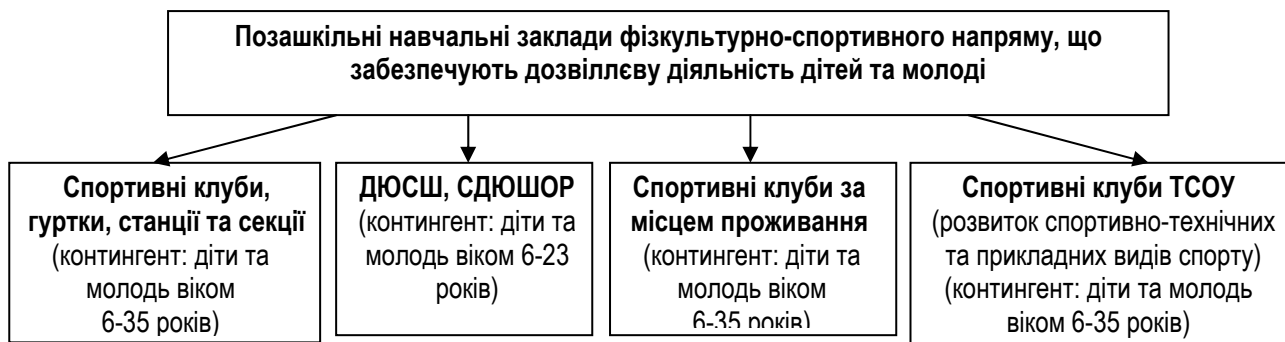 Позашкільні навчальні заклади фізкультурно-спортивного напряму, що
забезпечують дозвіллєву діяльність дітей та молоді
Спортивні клуби,
гуртки, станції та секції
(контингент: діти та
молодь віком
6-35 років)
ДЮСШ, СДЮШОР
(контингент: діти та
молодь віком 6-23
років)
Спортивні клуби за
місцем проживання
(контингент: діти та
молодь віком
6-35 років)
Спортивні клуби ТСОУ
(розвиток спортивно-технічних
та прикладних видів спорту)
(контингент: діти та молодь
віком 6-35 років)